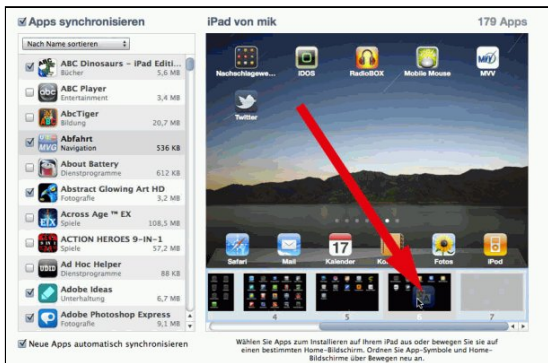 Apps synchronisieren
iPad von mik
179 Apps
Nach Name sortieren
ABC Dinosaurs – iPad Editi...
Bücher 5,6 MB
ABC Player
Entertainment 3,4 MB
AbcTiger
Bildung 20,7 MB
Abfahrt
Navigation 536 KB
About Battery
Dienstprogramme 612 KB
Abstract Glowing Art HD
Fotografie 3,2 MB
Across Age ™ EX
Spiele 108,5 MB
ACTION HEROES 9-IN-1
Spiele 57,2 MB
Ad Hoc Helper
Dienstprogramme 88 KB
Adobe Ideas
Unterhaltung 6,7 MB
Adobe Photoshop Express
Fotografie 9,1 MB
Neue Apps automatisch synchronisieren
Nachschlagewe...
iDOS
RadioBOX
Mobile Mouse
MVV
Twitter
17
Safari
Mail
Kalender
Fotos
iPod
4
5
6
7
Wählen Sie Apps zum Installieren auf Ihrem iPad aus oder bewegen Sie sie auf
einen bestimmten Home-Bildschirm. Ordnen Sie App-Symbole und Home-
Bildschirme über Bewegen neu an.